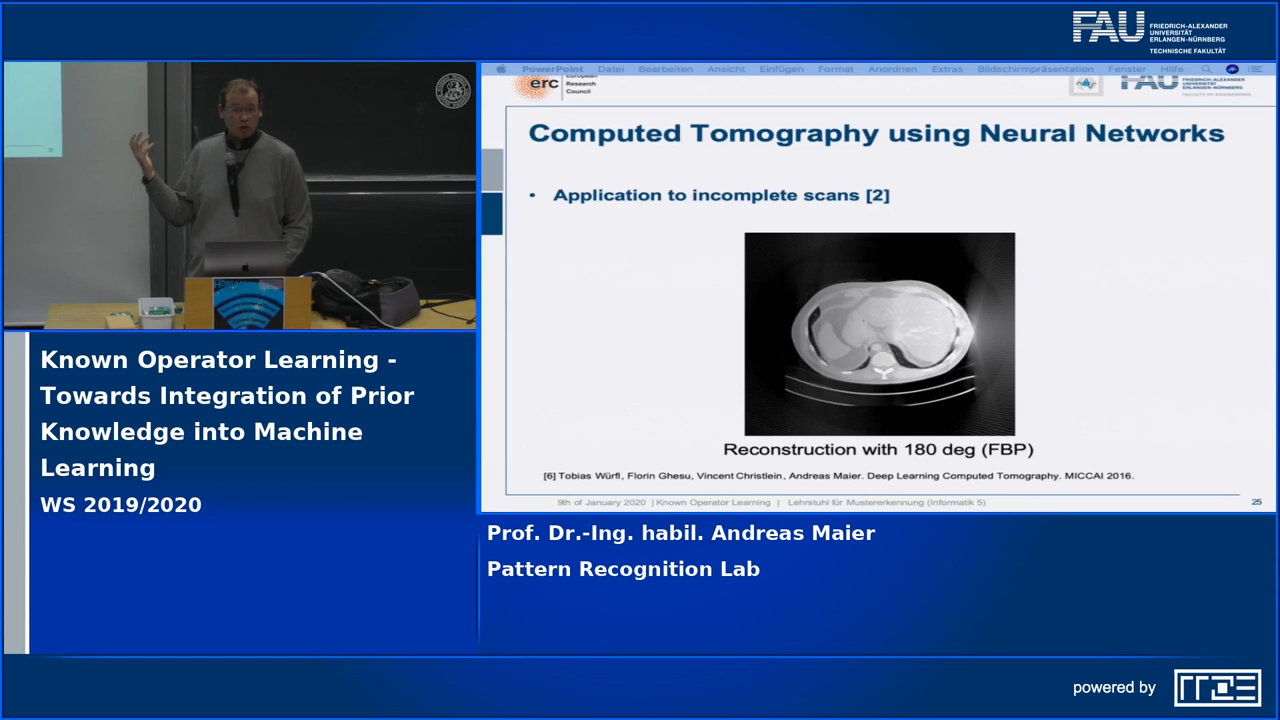 FAU
FRIEDRICH-ALEXANDER
UNIVERSITÄT
ERLANGEN-NÜRNBERG
TECHNISCHE FAKULTÄT
PowerPoint Datei Bearbeiten Ansicht Einfügen Format Anordnen Extras Bildschirmpräsentation Fenster Hilfe
erc
European
Research
Council
FAU
FRIEDRICH-ALEXANDER
UNIVERSITÄT
ERLANGEN-NÜRNBERG
FACULTY OF ENGINEERING
Computed Tomography using Neural Networks
• Application to incomplete scans [2]
Reconstruction with 180 deg (FBP)
[6] Tobias Würfl, Florin Ghesu, Vincent Christlein, Andreas Maier. Deep Learning Computed Tomography. MICCAI 2016.
9th of January 2020 | Known Operator Learning | Lehrstuhl für Mustererkennung (Informatik 5)
25
Known Operator Learning -
Towards Integration of Prior
Knowledge into Machine
Learning
WS 2019/2020
Prof. Dr.-Ing. habil. Andreas Maier
Pattern Recognition Lab
powered by